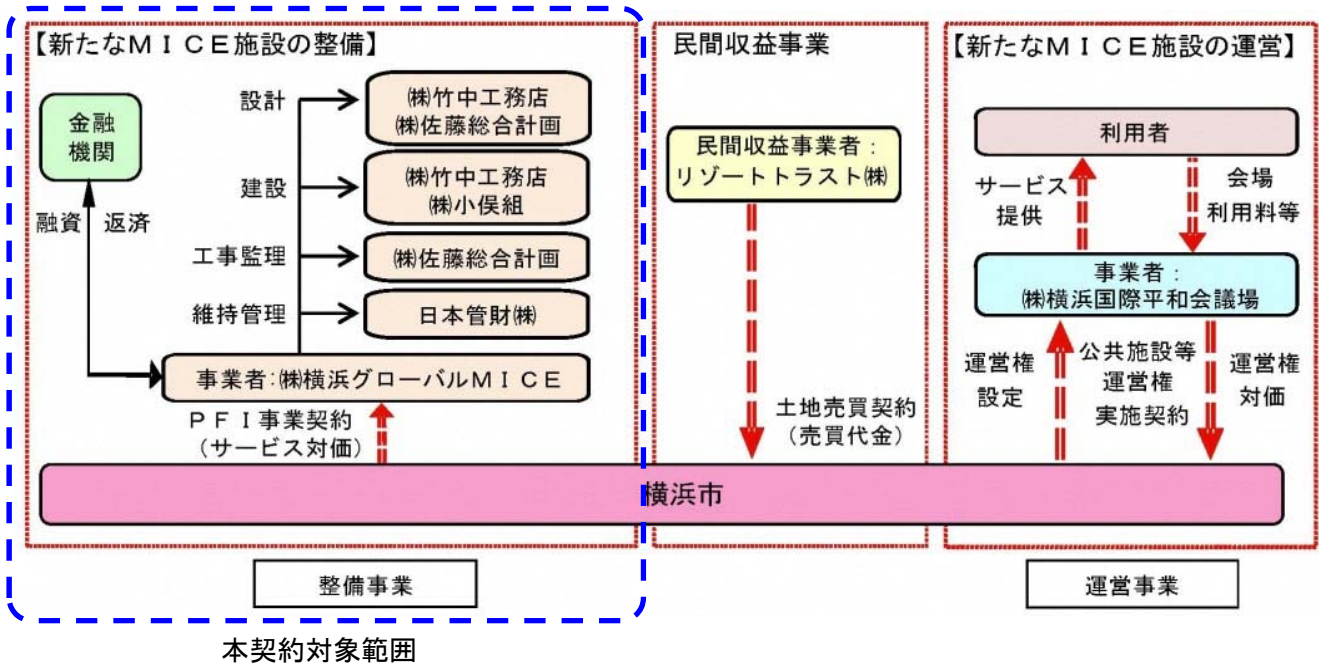 【新たなＭＩＣＥ施設の整備】
金融
機関
融資
返済
設計
㈱竹中工務店
㈱佐藤総合計画
建設
㈱竹中工務店
㈱小俣組
工事監理
㈱佐藤総合計画
維持管理
日本管財㈱
事業者:㈱横浜グローバルＭＩＣＥ
ＰＦＩ事業契約
（サービス対価）
民間収益事業
民間収益事業者：
リゾートトラスト㈱
土地売買契約
（売買代金）
【新たなＭＩＣＥ施設の運営】
利用者
サービス
提供
会場
利用料等
事業者：
㈱横浜国際平和会議場
運営権
設定
公共施設等
運営権
実施契約
運営権
対価
横浜市
整備事業
運営事業
本契約対象範囲